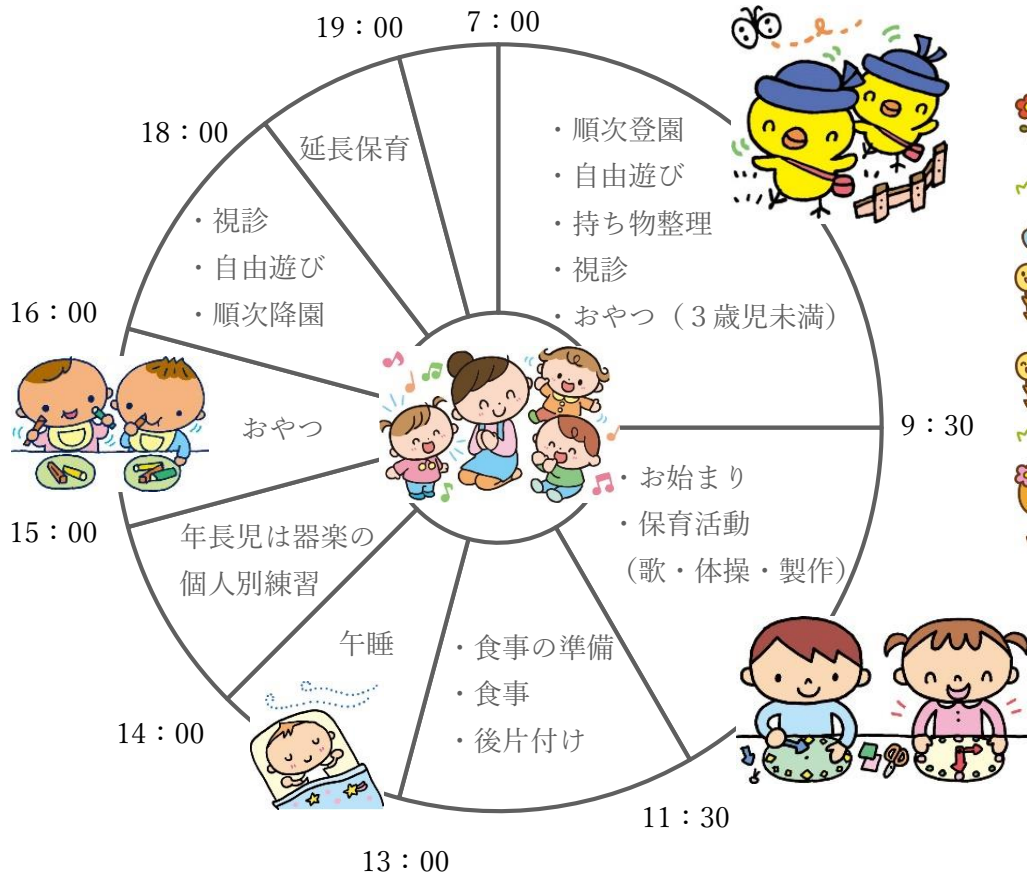 7：00
・順次登園
・自由遊び
・持ち物整理
・視診
・おやつ（３歳児未満）
9：30
・お始まり
・保育活動
（歌・体操・製作）
11：30
・食事の準備
・食事
・後片付け
13：00
午睡
14：00
年長児は器楽の
個人別練習
15：00
おやつ
16：00
・視診
・自由遊び
・順次降園
18：00
延長保育
19：00